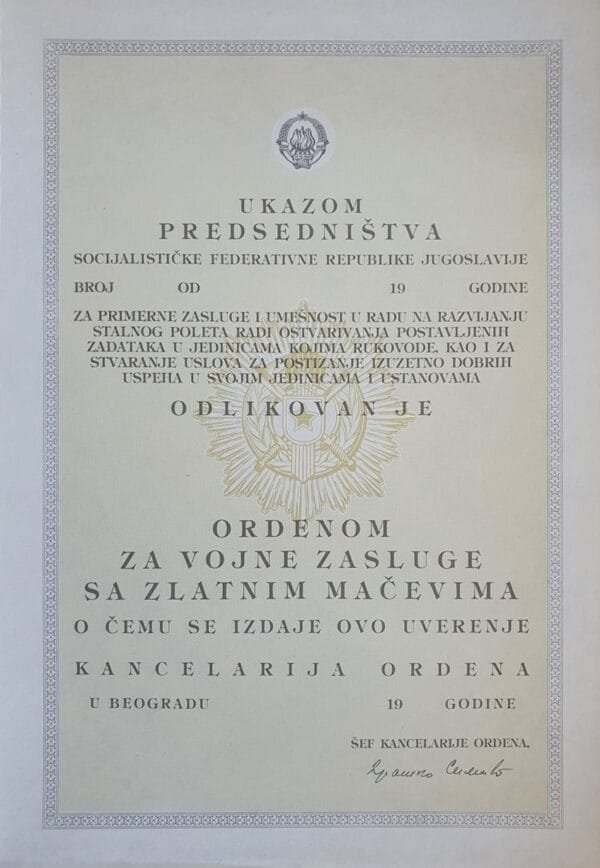 UKAZOM
PREDSEDNIŠTVA
SOCIJALISTIČKE FEDERATIVNE REPUBLIKE JUGOSLAVIJE
BROJ OD 19 GODINE
ZA PRIMERNE ZASLUGE I UMEŠNOST U RADU NA RAZVIJANJU
STALNOG POLETA RADI OSTVARIVANJA POSTAVLJENIH
ZADATAKA U JEDINICAMA KOJIMA RUKOVODE, KAO I ZA
STVARANJE USLOVA ZA POSTIZANJE IZUZETNO DOBRIH
USPEHA U SVOJIM JEDINICAMA I USTANOVAMA
ODLIKOVAN JE
ORDENOM
ZA VOJNE ZASLUGE
SA ZLATNIM MAČEVIMA
O ČEMU SE IZDAJE OVO UVERENJE
KANCELARIJA ORDENA
U BEOGRADU 19 GODINE
ŠEF KANCELARIJE ORDENA,